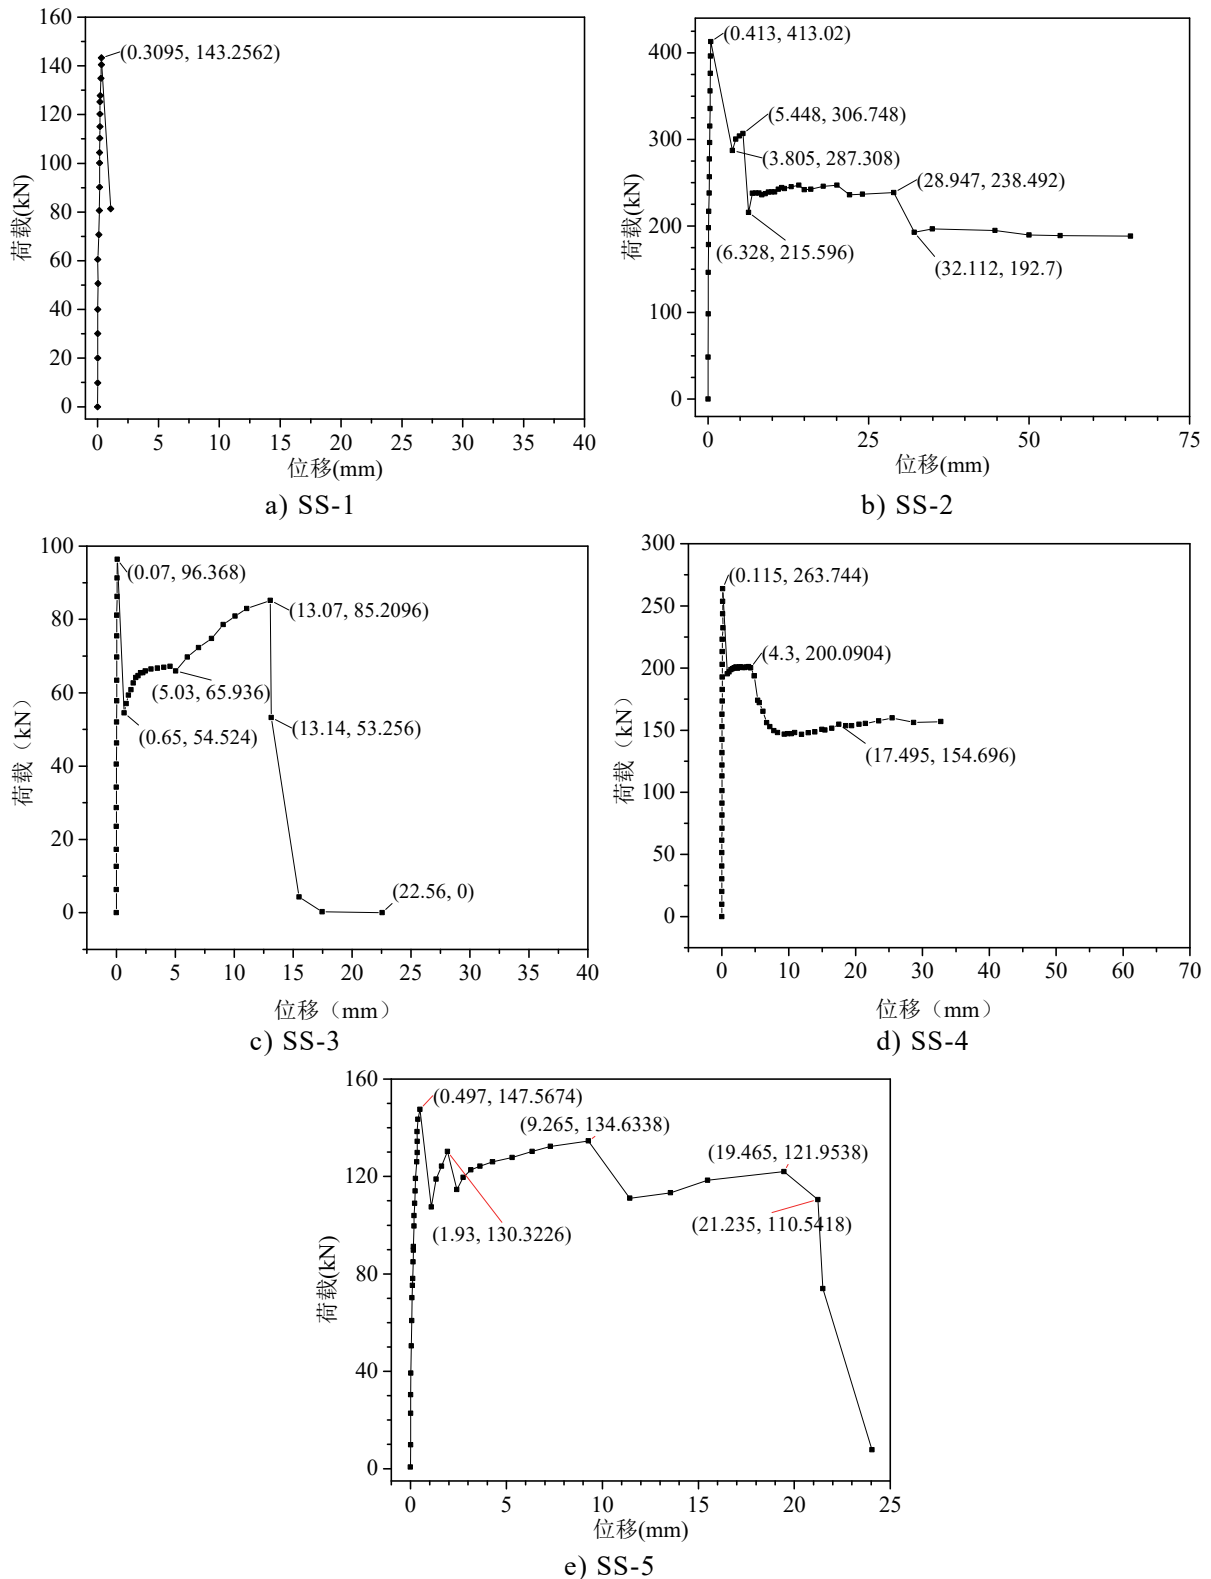 160
140
120
100
80
60
40
20
0
荷载(kN)
(0.3095, 143.2562)
0 5 10 15 20 25 30 35 40
位移(mm)
a) SS-1
400
300
200
100
0
荷载(kN)
(0.413, 413.02)
(5.448, 306.748)
(3.805, 287.308)
(28.947, 238.492)
(6.328, 215.596)
(32.112, 192.7)
0 25 50 75
位移(mm)
b) SS-2
100
80
60
40
20
0
荷载（kN）
(0.07, 96.368)
(13.07, 85.2096)
(5.03, 65.936)
(0.65, 54.524)
(13.14, 53.256)
(22.56, 0)
0 5 10 15 20 25 30 35 40
位移（mm）
c) SS-3
300
250
200
150
100
50
0
荷载（kN）
(0.115, 263.744)
(4.3, 200.0904)
(17.495, 154.696)
0 10 20 30 40 50 60 70
位移（mm）
d) SS-4
160
120
80
40
0
荷载(kN)
(0.497, 147.5674)
(9.265, 134.6338)
(19.465, 121.9538)
(1.93, 130.3226)
(21.235, 110.5418)
0 5 10 15 20 25
位移(mm)
e) SS-5